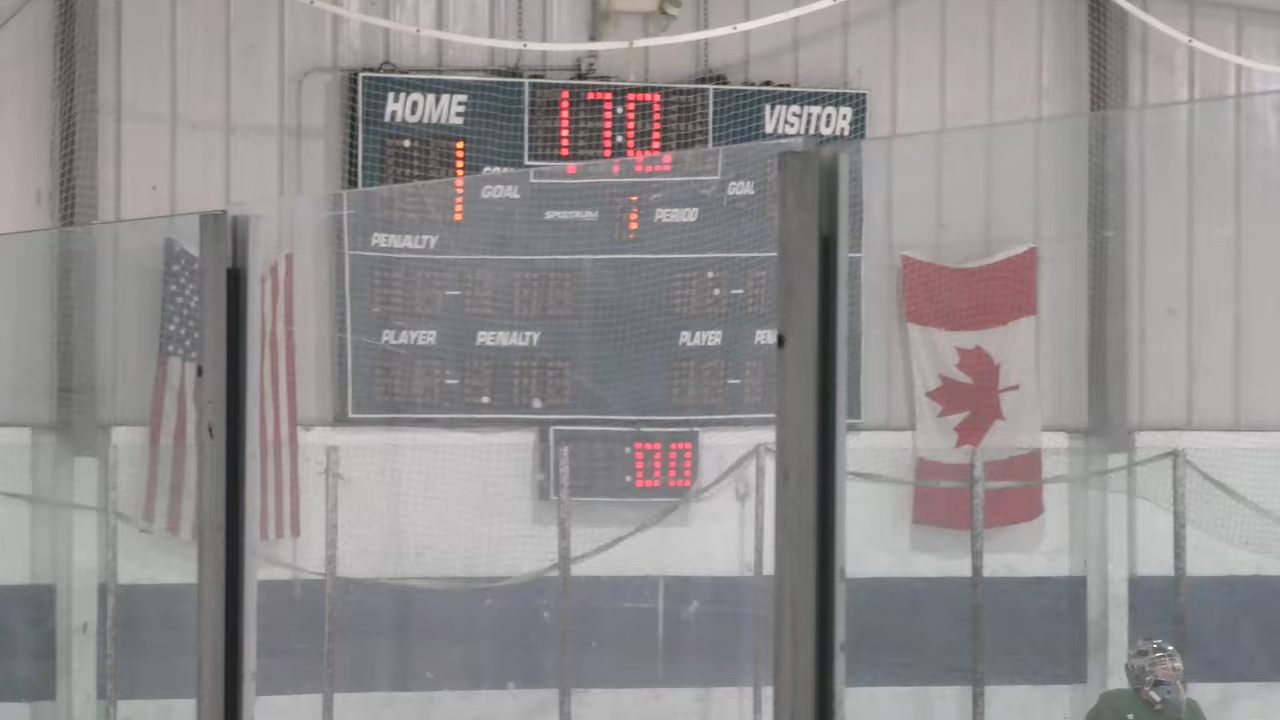 HOME 17:0 VISITOR
1 GOAL GOAL
SPECTRUM 1 PERIOD
PENALTY
PLAYER PENALTY PLAYER
:00